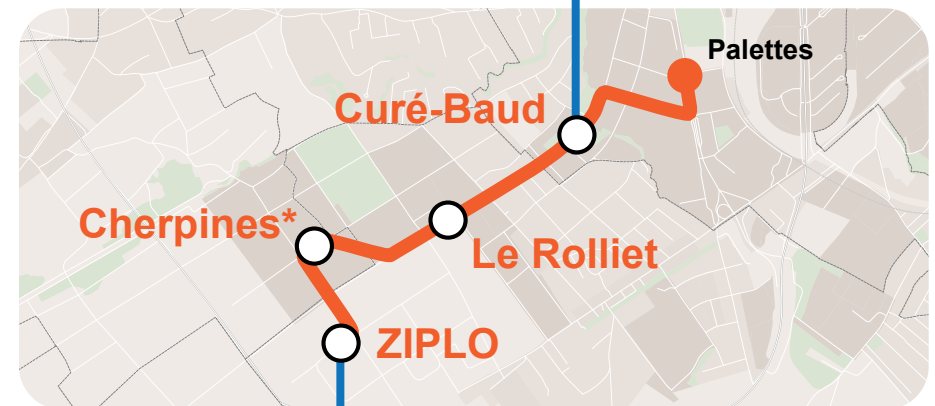 Palettes
Curé-Baud
Cherpines*
Le Rolliet
ZIPLO